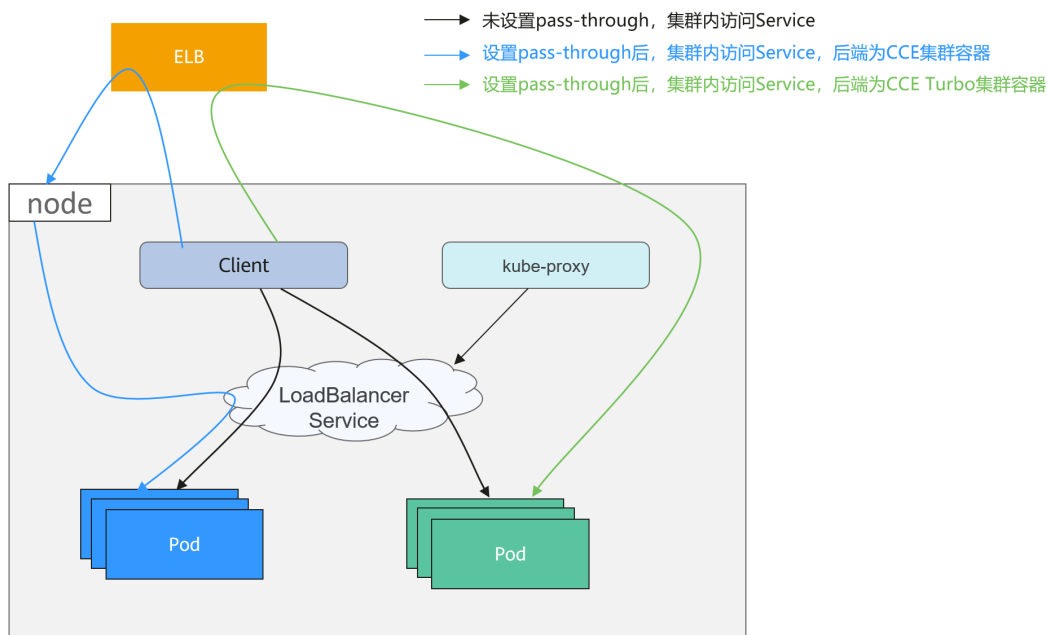 未设置pass-through，集群内访问Service
ELB
设置pass-through后，集群内访问Service，后端为CCE集群容器
设置pass-through后，集群内访问Service，后端为CCE Turbo集群容器
node
Client
kube-proxy
LoadBalancer
Service
Pod
Pod